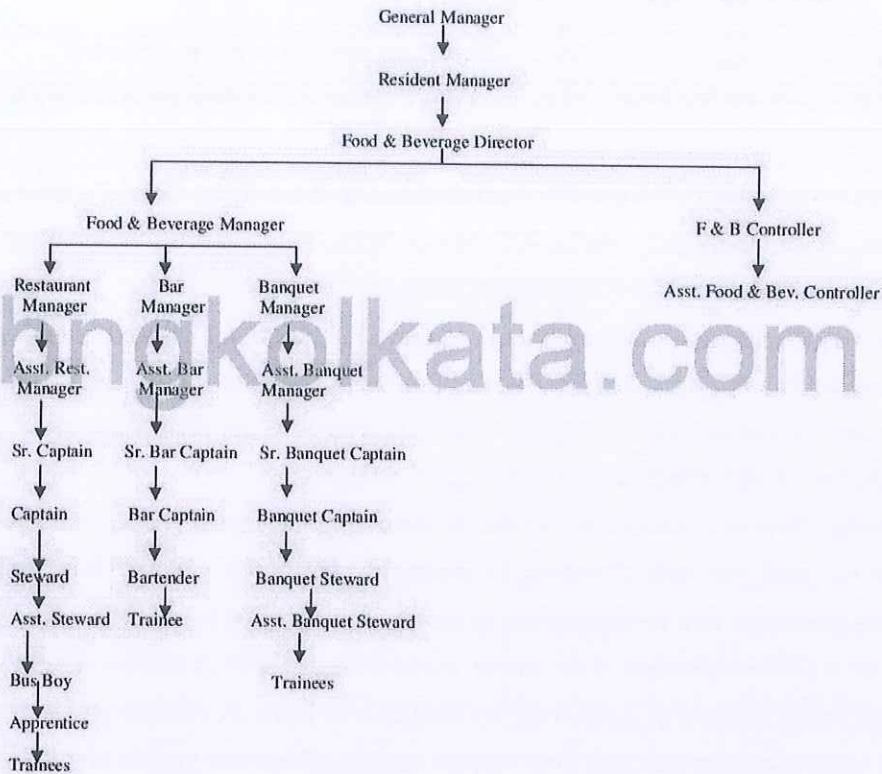 General Manager
Resident Manager
Food & Beverage Director
Food & Beverage Manager
F & B Controller
Restaurant
Manager
Bar
Manager
Banquet
Manager
Asst. Food & Bev. Controller
hngkolkata.com
Asst. Rest.
Manager
Asst. Bar
Manager
Asst. Banquet
Manager
Sr. Captain
Sr. Bar Captain
Sr. Banquet Captain
Captain
Bar Captain
Banquet Captain
Steward
Bartender
Banquet Steward
Asst. Steward
Trainee
Asst. Banquet Steward
Bus Boy
Trainees
Apprentice
Trainees